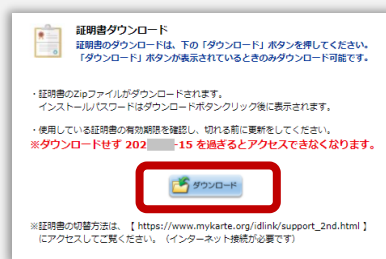 証明書ダウンロード
証明書のダウンロードは、下の「ダウンロード」ボタンを押してください。
「ダウンロード」ボタンが表示されているときのみダウンロード可能です。
・証明書のZipファイルがダウンロードされます。
インストールパスワードはダウンロードボタンクリック後に表示されます。
・使用している証明書の有効期限を確認し、切れる前に更新をしてください。
※ダウンロードせず 202 -15 を過ぎるとアクセスできなくなります。
ダウンロード
※証明書の切替方法は、【 https://www.mykarte.org/idlink/support_2nd.html 】
にアクセスしてご覧ください。（インターネット接続が必要です）